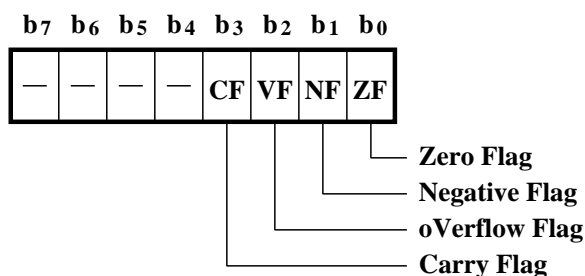 b7 b6 b5 b4 b3 b2 b1 b0
— — — — CF VF NF ZF
Zero Flag
Negative Flag
oVerflow Flag
Carry Flag